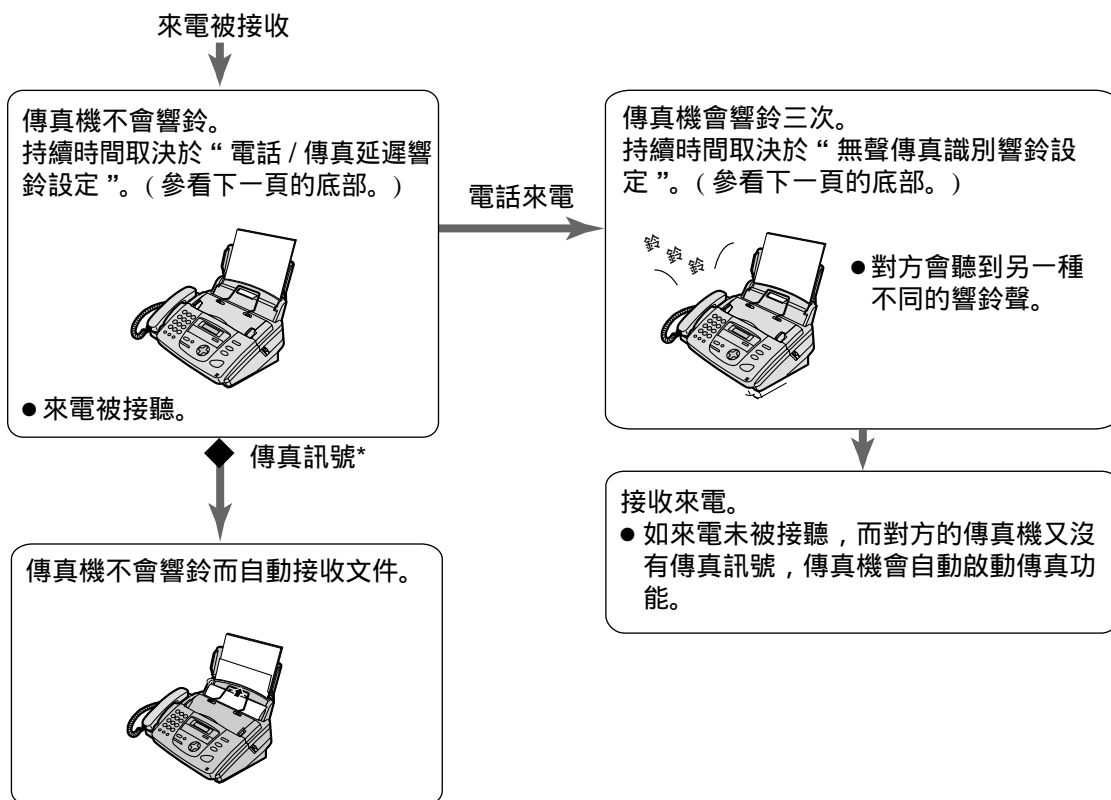 來電被接收
傳真機不會響鈴。
持續時間取決於“電話 / 傳真延遲響
鈴設定”。(參看下一頁的底部。)
●來電被接聽。
電話來電
傳真機會響鈴三次。
持續時間取決於“無聲傳真識別響鈴設
定”。(參看下一頁的底部。)
鈴 鈴 鈴
●對方會聽到另一種
不同的響鈴聲。
傳真訊號*
傳真機不會響鈴而自動接收文件。
接收來電。
●如來電未被接聽，而對方的傳真機又沒
有傳真訊號，傳真機會自動啟動傳真功
能。